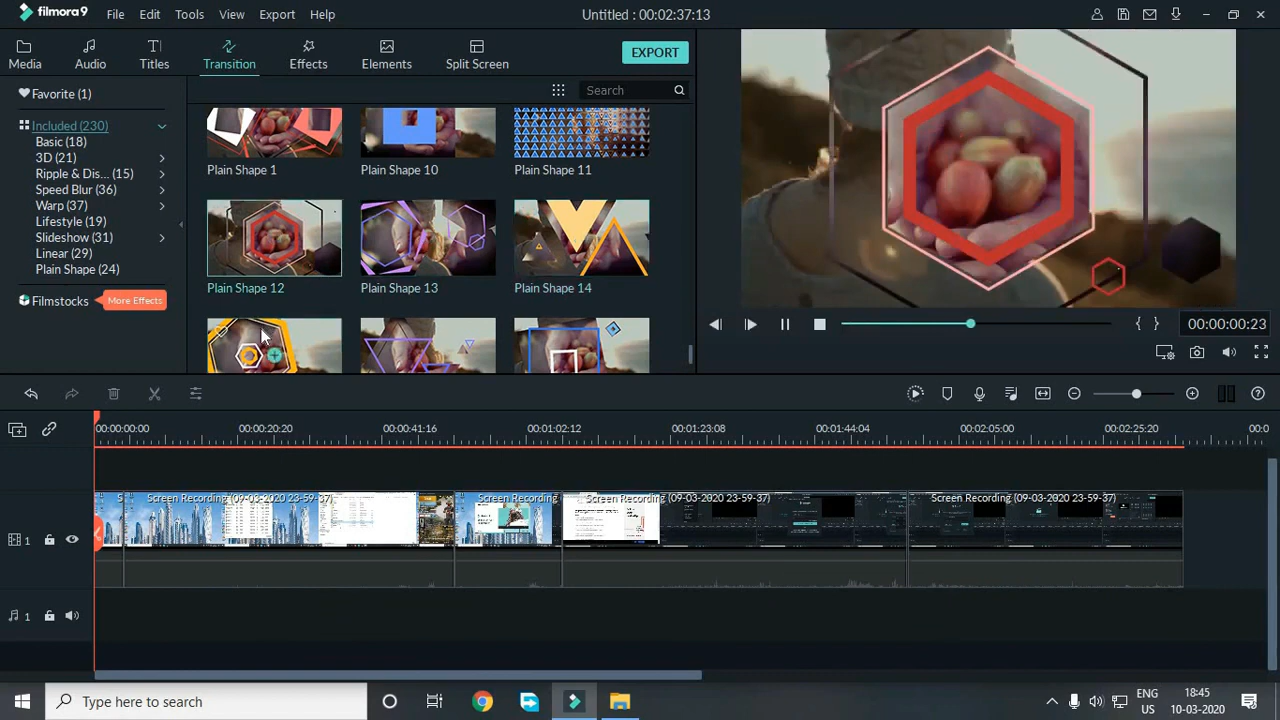 filmora9
File Edit Tools View Export Help
Untitled : 00:02:37:13
Media Audio Titles Transition Effects Elements Split Screen
EXPORT
Favorite (1)
Search
Included (230)
Basic (18)
3D (21)
Ripple & Dis... (15)
Speed Blur (36)
Warp (37)
Lifestyle (19)
Slideshow (31)
Linear (29)
Plain Shape (24)
Filmstocks
More Effects
Plain Shape 1 Plain Shape 10 Plain Shape 11
Plain Shape 12 Plain Shape 13 Plain Shape 14
{ } 00:00:00:23
00:00:00:00 00:00:20:20 00:00:41:16 00:01:02:12 00:01:23:08 00:01:44:04 00:02:05:00 00:02:25:20 00:0
S Screen Recording (09-03-2020 23-59-37) Screen Recording Screen Recording (09-03-2020 23-59-37) Screen Recording (09-03-2020 23-59-37)
1
1
Type here to search
ENG
US
18:45
10-03-2020